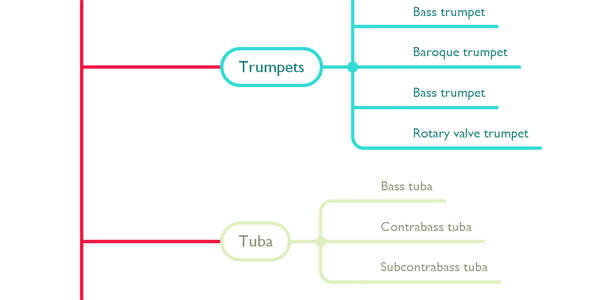 Bass trumpet
Trumpets
Baroque trumpet
Bass trumpet
Rotary valve trumpet
Tuba
Bass tuba
Contrabass tuba
Subcontrabass tuba